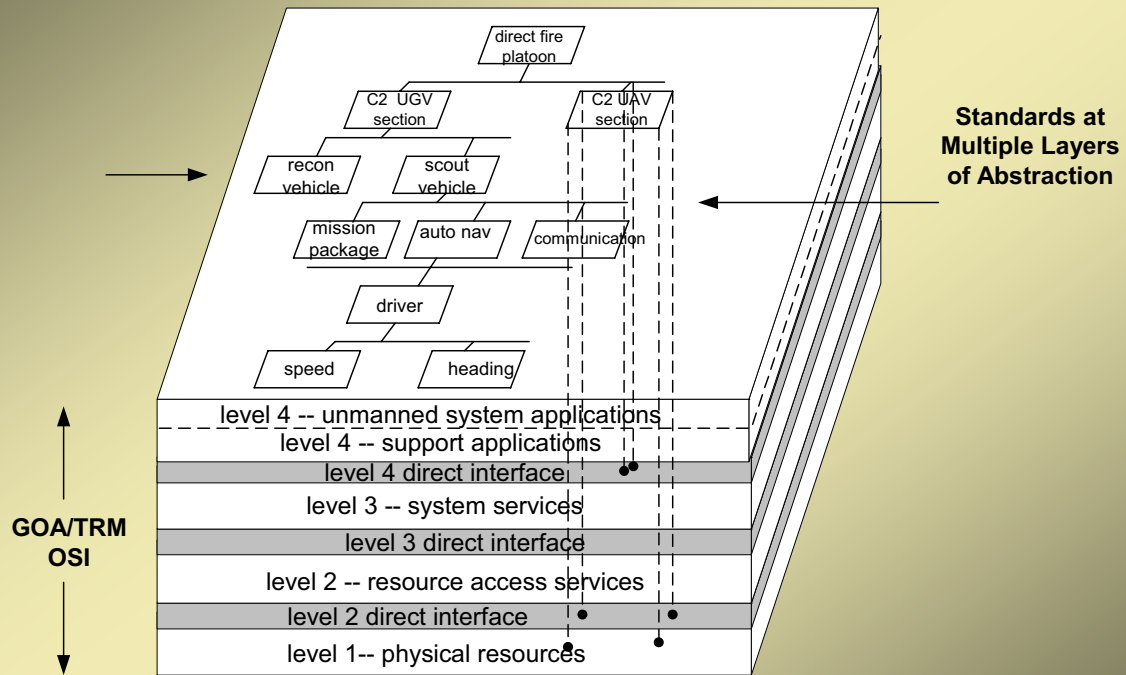 direct fire
platoon
C2 UGV
section
C2 UAV
section
recon
vehicle
scout
vehicle
mission
package
auto nav
communication
driver
speed
heading
Standards at
Multiple Layers
of Abstraction
level 4 -- unmanned system applications
level 4 -- support applications
level 4 direct interface
level 3 -- system services
level 3 direct interface
level 2 -- resource access services
level 2 direct interface
level 1-- physical resources
GOA/TRM
OSI